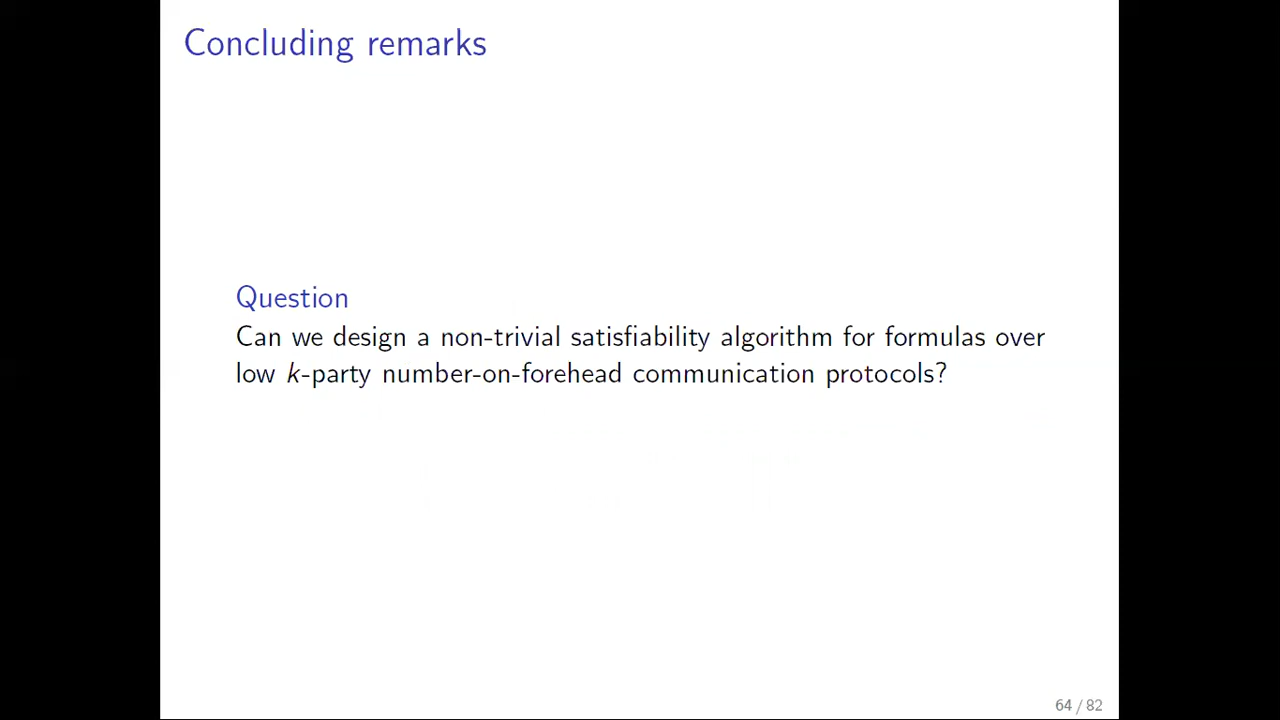 Concluding remarks
Question
Can we design a non-trivial satisfiability algorithm for formulas over
low k-party number-on-forehead communication protocols?
64 / 82